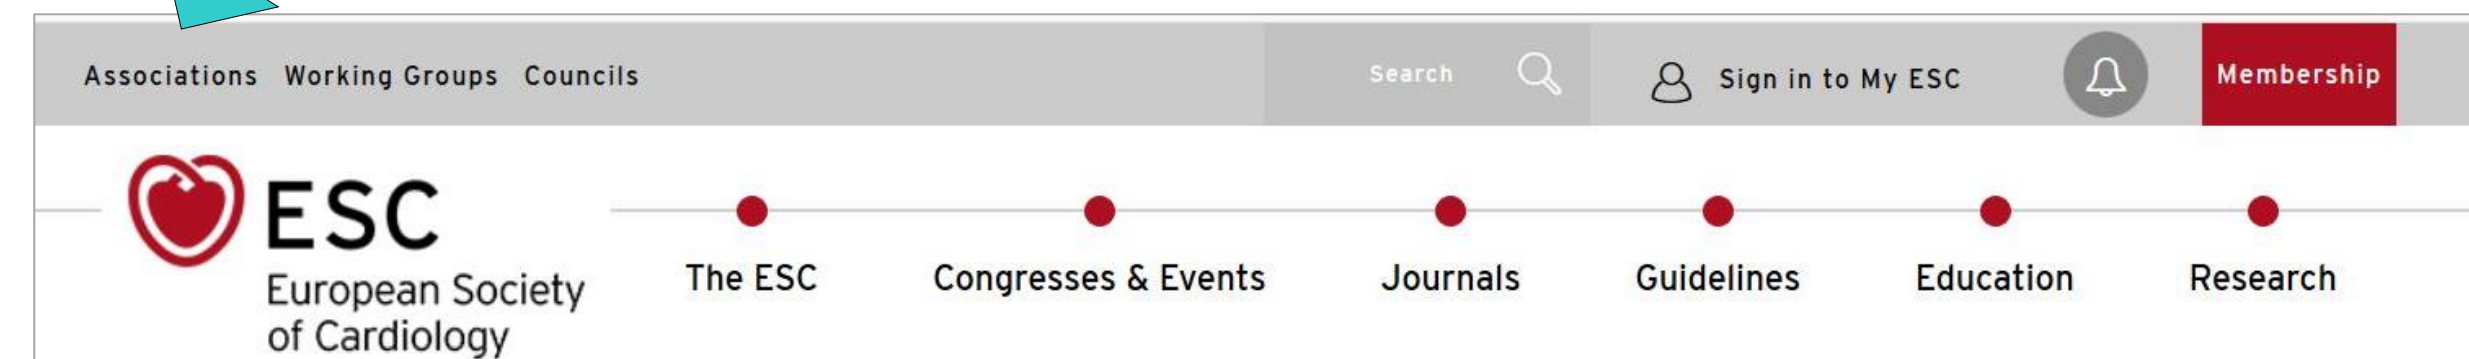 Associations Working Groups Councils Search Sign in to My ESC Membership
ESC
European Society
of Cardiology
The ESC Congresses & Events Journals Guidelines Education Research